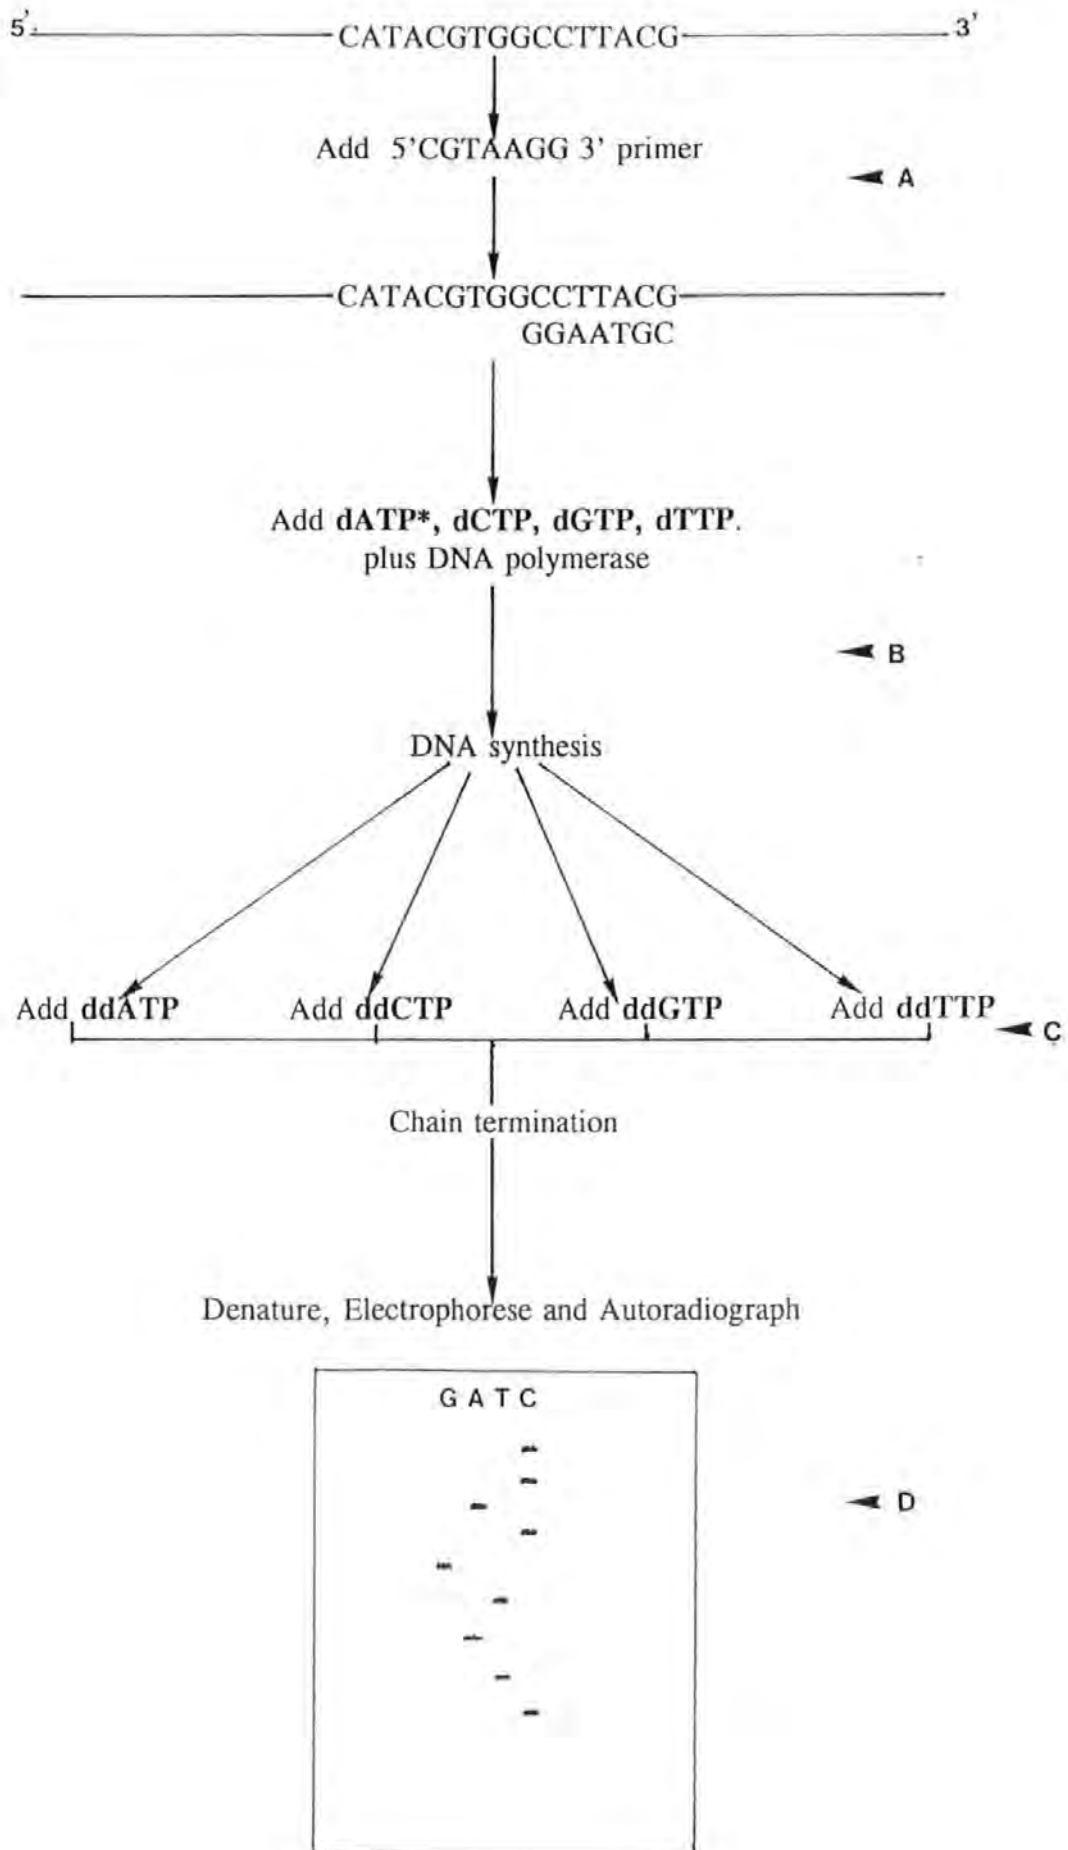 5' CATACGTGGCCTTACG 3'
Add 5'CGTAAGG 3' primer
A
CATACGTGGCCTTACG
GGAATGC
Add dATP*, dCTP, dGTP, dTTP.
plus DNA polymerase
B
DNA synthesis
Add ddATP Add ddCTP Add ddGTP Add ddTTP
C
Chain termination
Denature, Electrophorese and Autoradiograph
G A T C
D